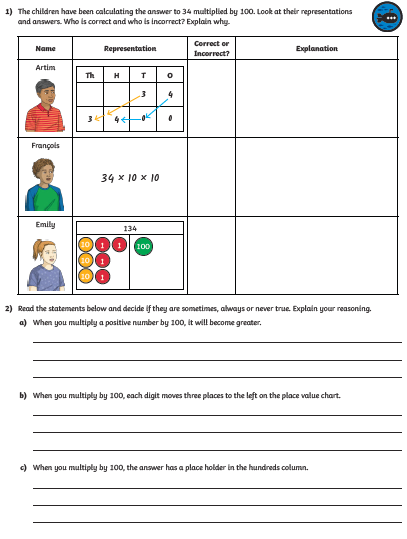 1) The children have been calculating the answer to 34 multiplied by 100. Look at their representations
and answers. Who is correct and who is incorrect? Explain why.
Name Representation Correct or Incorrect? Explanation
Artim
Th H T O
3 4
3 4 0 0
François
34 × 10 × 10
Emily
134
10 1 1 100
10 1
10 1
2) Read the statements below and decide if they are sometimes, always or never true. Explain your reasoning.
a) When you multiply a positive number by 100, it will become greater.
b) When you multiply by 100, each digit moves three places to the left on the place value chart.
c) When you multiply by 100, the answer has a place holder in the hundreds column.